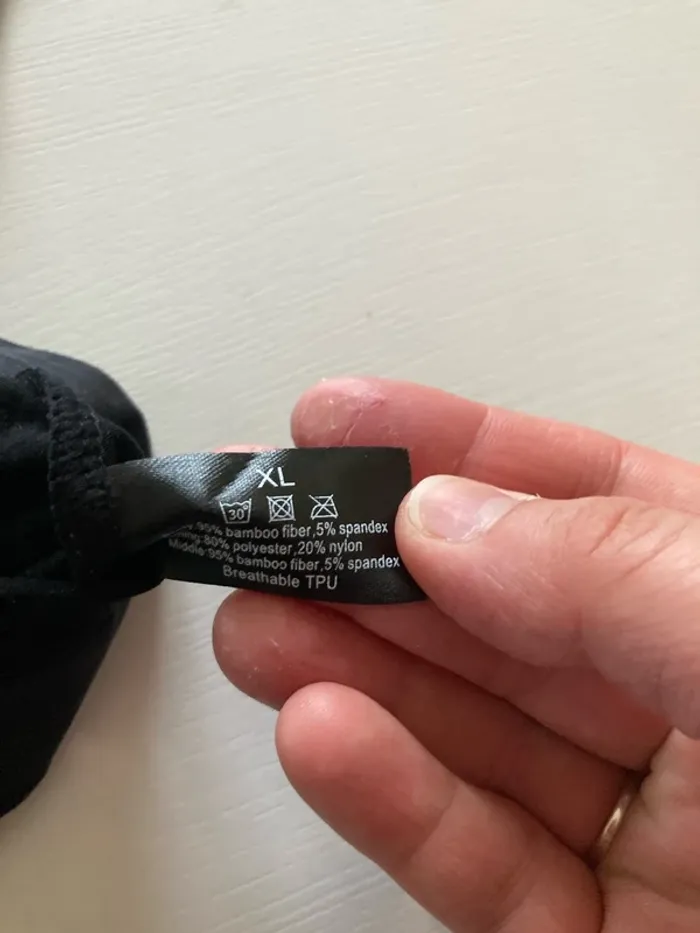 XL
30°
95% bamboo fiber,5% spandex
80% polyester,20% nylon
Middle:95% bamboo fiber,5% spandex
Breathable TPU